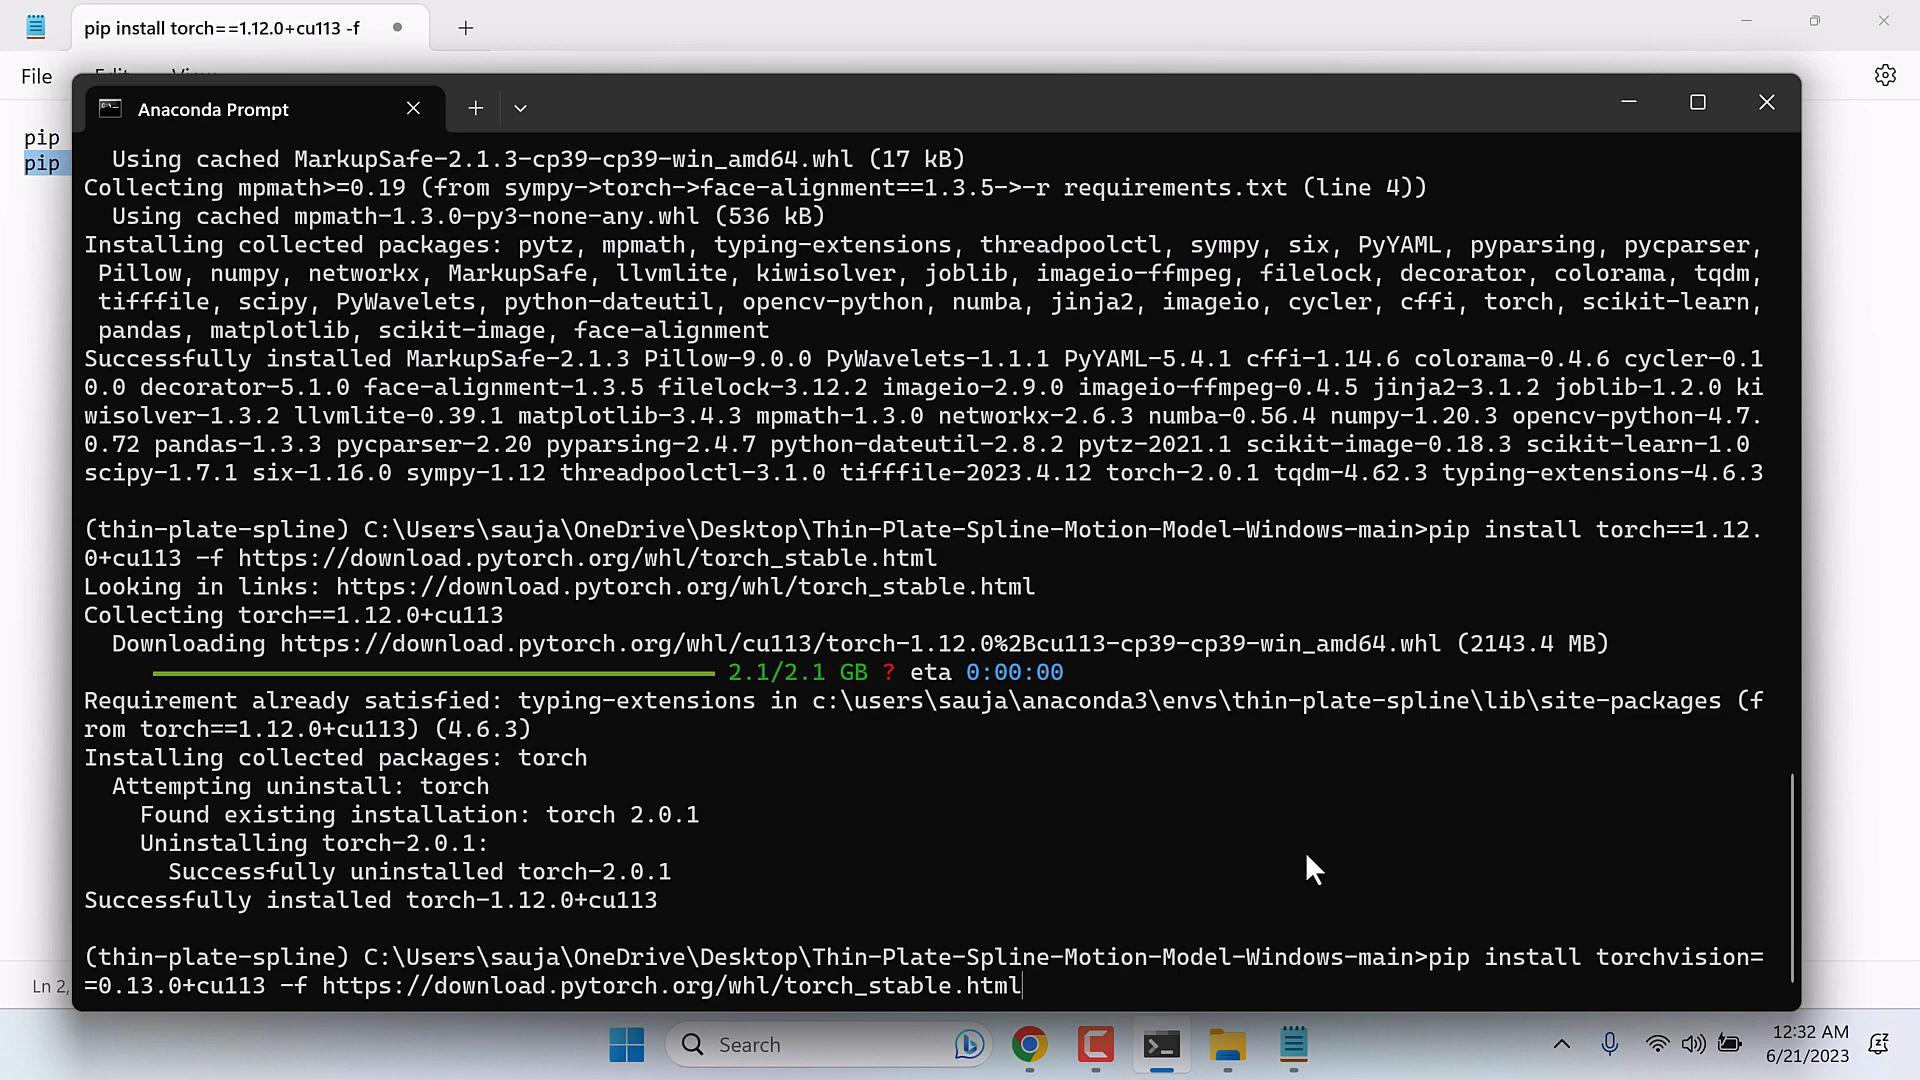 pip install torch==1.12.0+cu113 -f
File
Edit
View
pip
pip
Anaconda Prompt
Using cached MarkupSafe-2.1.3-cp39-cp39-win_amd64.whl (17 kB)
Collecting mpmath>=0.19 (from sympy->torch->face-alignment==1.3.5->-r requirements.txt (line 4))
Using cached mpmath-1.3.0-py3-none-any.whl (536 kB)
Installing collected packages: pytz, mpmath, typing-extensions, threadpoolctl, sympy, six, PyYAML, pyparsing, pycparser,
Pillow, numpy, networkx, MarkupSafe, llvmlite, kiwisolver, joblib, imageio-ffmpeg, filelock, decorator, colorama, tqdm,
tifffile, scipy, PyWavelets, python-dateutil, opencv-python, numba, jinja2, imageio, cycler, cffi, torch, scikit-learn,
pandas, matplotlib, scikit-image, face-alignment
Successfully installed MarkupSafe-2.1.3 Pillow-9.0.0 PyWavelets-1.1.1 PyYAML-5.4.1 cffi-1.14.6 colorama-0.4.6 cycler-0.1
0.0 decorator-5.1.0 face-alignment-1.3.5 filelock-3.12.2 imageio-2.9.0 imageio-ffmpeg-0.4.5 jinja2-3.1.2 joblib-1.2.0 ki
wisolver-1.3.2 llvmlite-0.39.1 matplotlib-3.4.3 mpmath-1.3.0 networkx-2.6.3 numba-0.56.4 numpy-1.20.3 opencv-python-4.7.
0.72 pandas-1.3.3 pycparser-2.20 pyparsing-2.4.7 python-dateutil-2.8.2 pytz-2021.1 scikit-image-0.18.3 scikit-learn-1.0
scipy-1.7.1 six-1.16.0 sympy-1.12 threadpoolctl-3.1.0 tifffile-2023.4.12 torch-2.0.1 tqdm-4.62.3 typing-extensions-4.6.3
(thin-plate-spline) C:\Users\sauja\OneDrive\Desktop\Thin-Plate-Spline-Motion-Model-Windows-main>pip install torch==1.12.
0+cu113 -f https://download.pytorch.org/whl/torch_stable.html
Looking in links: https://download.pytorch.org/whl/torch_stable.html
Collecting torch==1.12.0+cu113
Downloading https://download.pytorch.org/whl/cu113/torch-1.12.0%2Bcu113-cp39-cp39-win_amd64.whl (2143.4 MB)
2.1/2.1 GB ? eta 0:00:00
Requirement already satisfied: typing-extensions in c:\users\sauja\anaconda3\envs\thin-plate-spline\lib\site-packages (f
rom torch==1.12.0+cu113) (4.6.3)
Installing collected packages: torch
Attempting uninstall: torch
Found existing installation: torch 2.0.1
Uninstalling torch-2.0.1:
Successfully uninstalled torch-2.0.1
Successfully installed torch-1.12.0+cu113
(thin-plate-spline) C:\Users\sauja\OneDrive\Desktop\Thin-Plate-Spline-Motion-Model-Windows-main>pip install torchvision=
=0.13.0+cu113 -f https://download.pytorch.org/whl/torch_stable.html
Ln 2,
Search
12:32 AM
6/21/2023